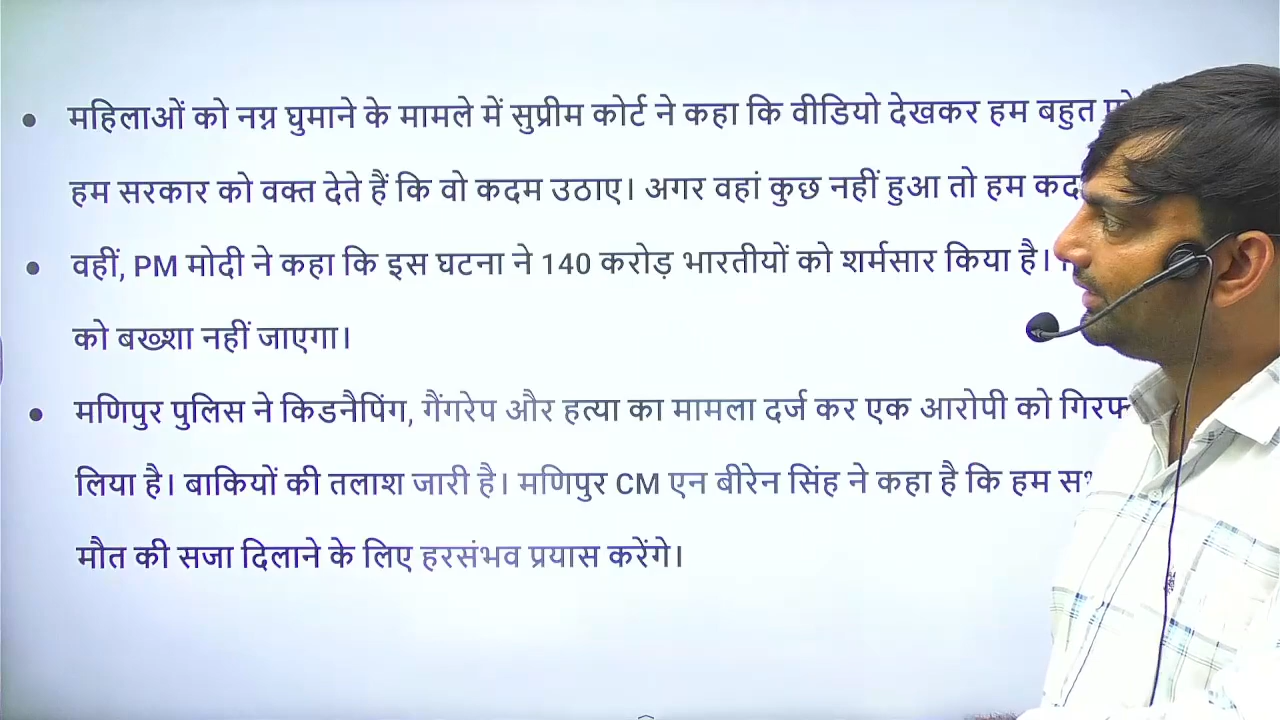 महिलाओं को नग्न घुमाने के मामले में सुप्रीम कोर्ट ने कहा कि वीडियो देखकर हम बहुत
हम सरकार को वक्त देते हैं कि वो कदम उठाए। अगर वहां कुछ नहीं हुआ तो हम
वहीं, PM मोदी ने कहा कि इस घटना ने 140 करोड़ भारतीयों को शर्मसार किया है।
को बख्शा नहीं जाएगा।
मणिपुर पुलिस ने किडनैपिंग, गैंगरेप और हत्या का मामला दर्ज कर एक आरोपी को
लिया है। बाकियों की तलाश जारी है। मणिपुर CM एन बीरेन सिंह ने कहा है कि हम
मौत की सजा दिलाने के लिए हरसंभव प्रयास करेंगे।